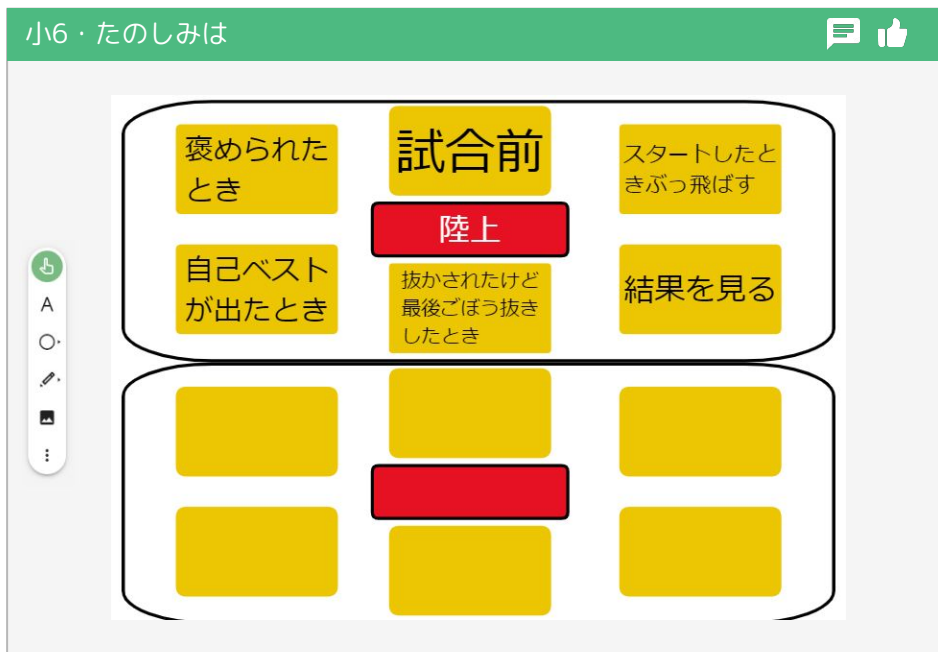 小6・たのしみは
褒められた
とき
試合前
スタートしたと
きぶっ飛ばす
陸上
自己ベスト
が出たとき
抜かされたけど
最後ごぼう抜き
したとき
結果を見る
A